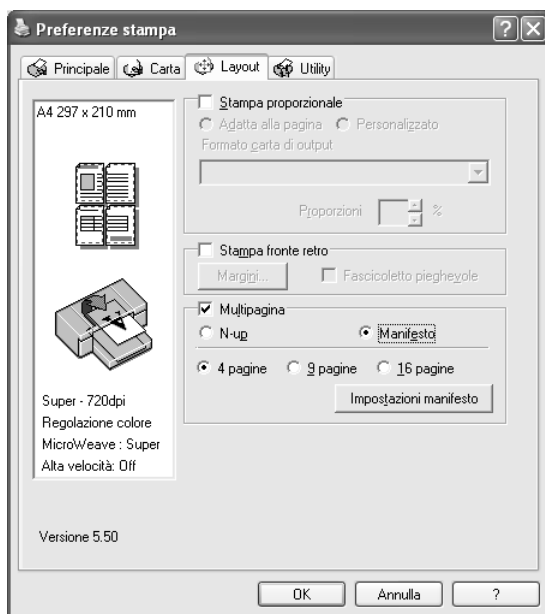 Preferenze stampa
Principale Carta Layout Utility
A4 297 x 210 mm
Super - 720dpi
Regolazione colore
MicroWeave : Super
Alta velocità: Off
Versione 5.50
Stampa proporzionale
Adatta alla pagina Personalizzato
Formato carta di output
Proporzioni %
Stampa fronte retro
Margini... Fascicoletto pieghevole
Multipagina
N-up Manifesto
4 pagine 9 pagine 16 pagine
Impostazioni manifesto
OK Annulla ?